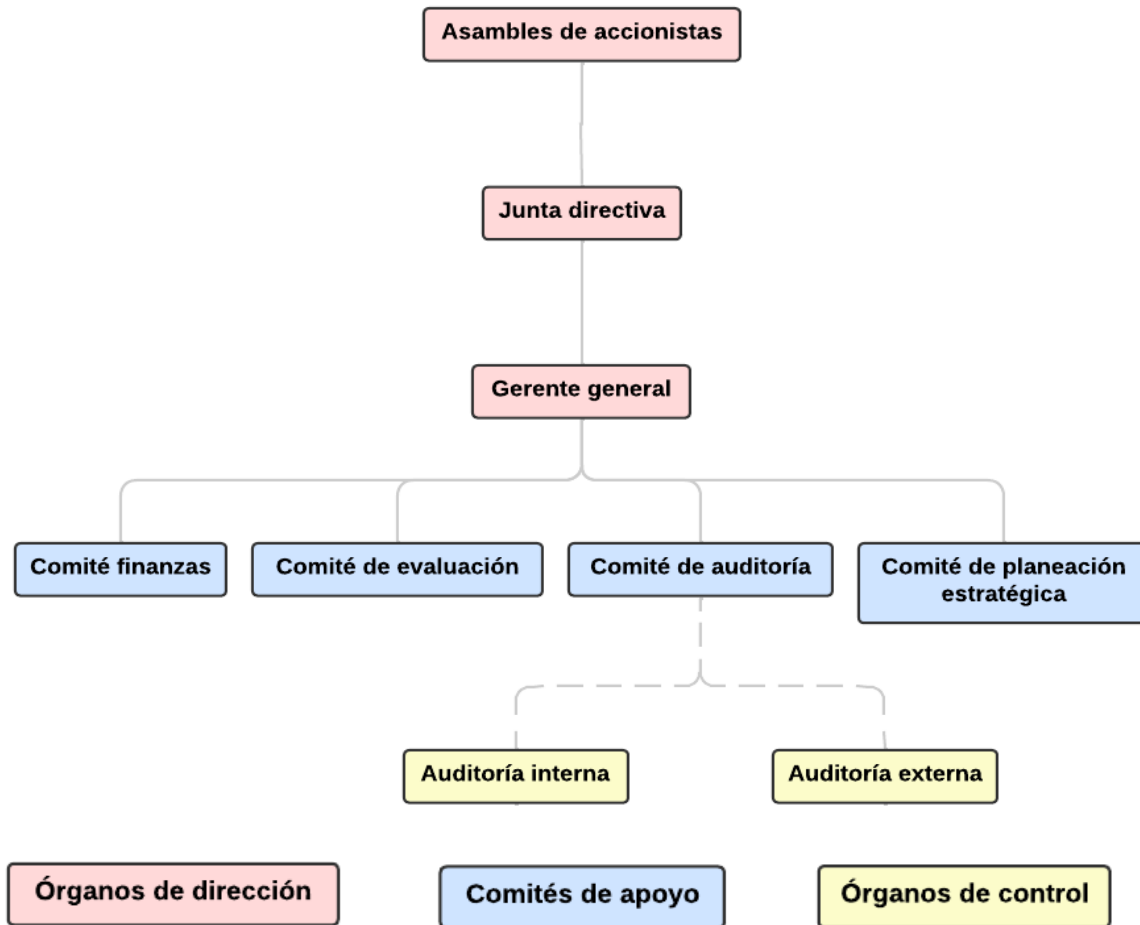 Asambles de accionistas
Junta directiva
Gerente general
Comité finanzas
Comité de evaluación
Comité de auditoría
Comité de planeación
estratégica
Auditoría interna
Auditoría externa
Órganos de dirección
Comités de apoyo
Órganos de control